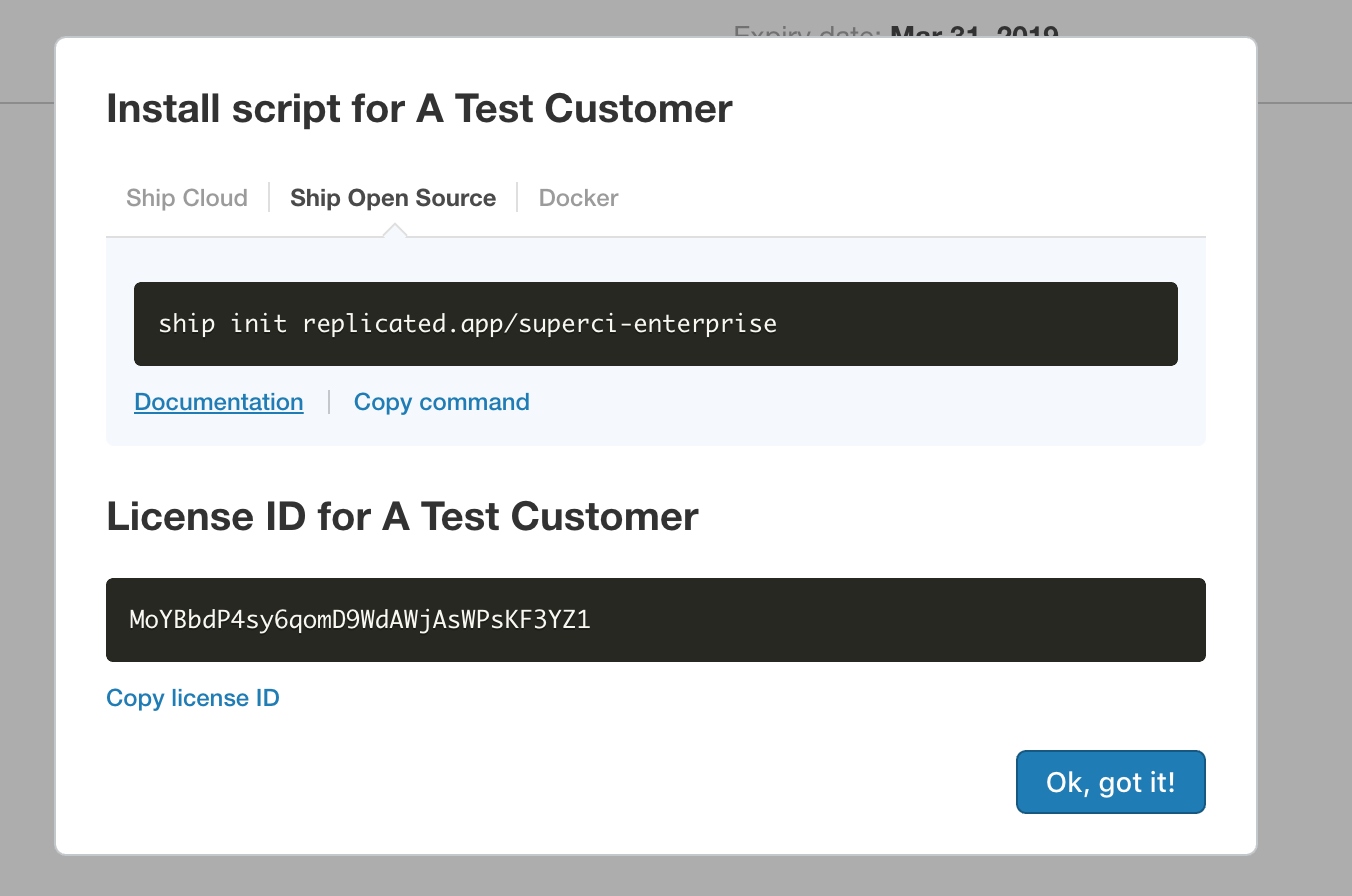 Expiry date: Mar 31, 2019
Install script for A Test Customer
Ship Cloud
Ship Open Source
Docker
ship init replicated.app/superci-enterprise
Documentation
Copy command
License ID for A Test Customer
MoYBbdP4sy6qomD9WdAWjAsWPsKF3YZ1
Copy license ID
Ok, got it!